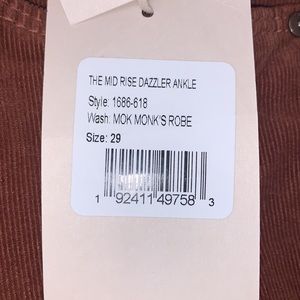 THE MID RISE DAZZLER ANKLE
Style: 1686-618
Wash: MOK MONK'S ROBE
Size: 29
1 92411 49758 3